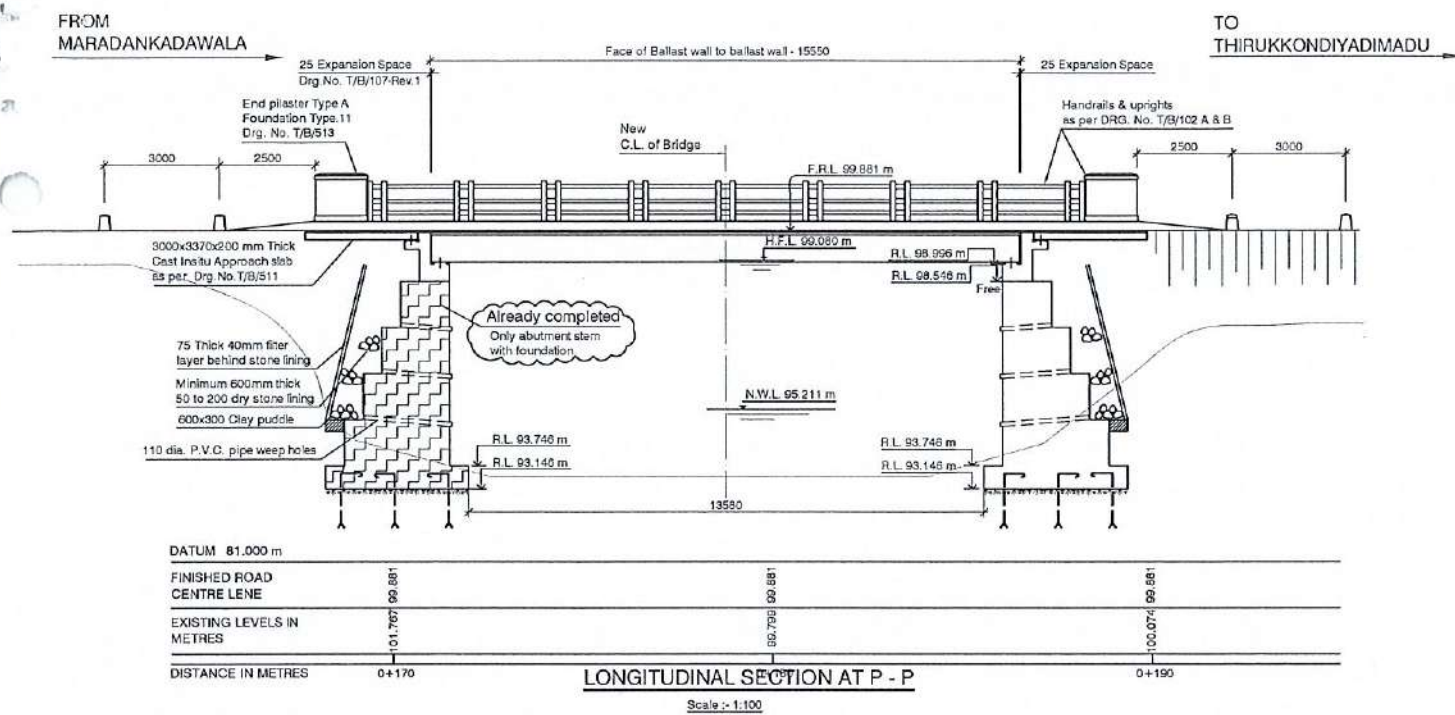 FROM
MARADANKADAWALA
TO
THIRUKKONDIYADIMADU
Face of Ballast wall to ballast wall - 15550
25 Expansion Space
Drg.No. T/B/107-Rev.1
25 Expansion Space
End pilaster Type A
Foundation Type.11
Drg. No. T/B/513
Handrails & uprights
as per DRG. No. T/B/102 A & B
New
C.L. of Bridge
3000
2500
2500
3000
F.R.L. 99.881 m
3000x3370x200 mm Thick
Cast Insitu Approach slab
as per Drg.No.T/B/511
H.F.L. 99.080 m
R.L. 98.996 m
R.L. 98.546 m
Free
Already completed
Only abutment stem
with foundation
75 Thick 40mm filter
layer behind stone lining
Minimum 600mm thick
50 to 200 dry stone lining
600x300 Clay puddle
110 dia. P.V.C. pipe weep holes
N.W.L. 95.211 m
R.L. 93.746 m
R.L. 93.146 m
R.L. 93.746 m
R.L. 93.146 m
13580
DATUM 81.000 m
FINISHED ROAD
CENTRE LENE
99.881
99.881
99.881
EXISTING LEVELS IN
METRES
101.767
99.799
100.074
DISTANCE IN METRES
0+170
0+190
LONGITUDINAL SECTION AT P - P
Scale :- 1:100